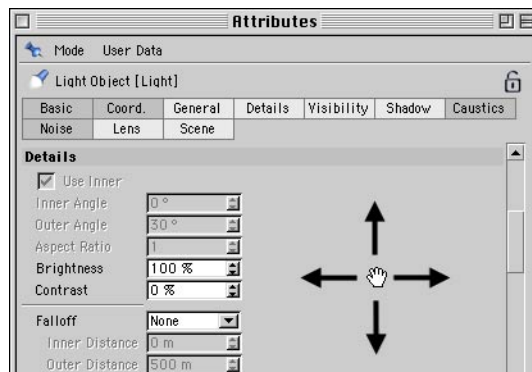 Attributes
Mode User Data
Light Object [Light]
Basic Coord. General Details Visibility Shadow Caustics
Noise Lens Scene
Details
Use Inner
Inner Angle 0 °
Outer Angle 30 °
Aspect Ratio 1
Brightness 100 %
Contrast 0 %
Falloff None
Inner Distance 0 m
Outer Distance 500 m